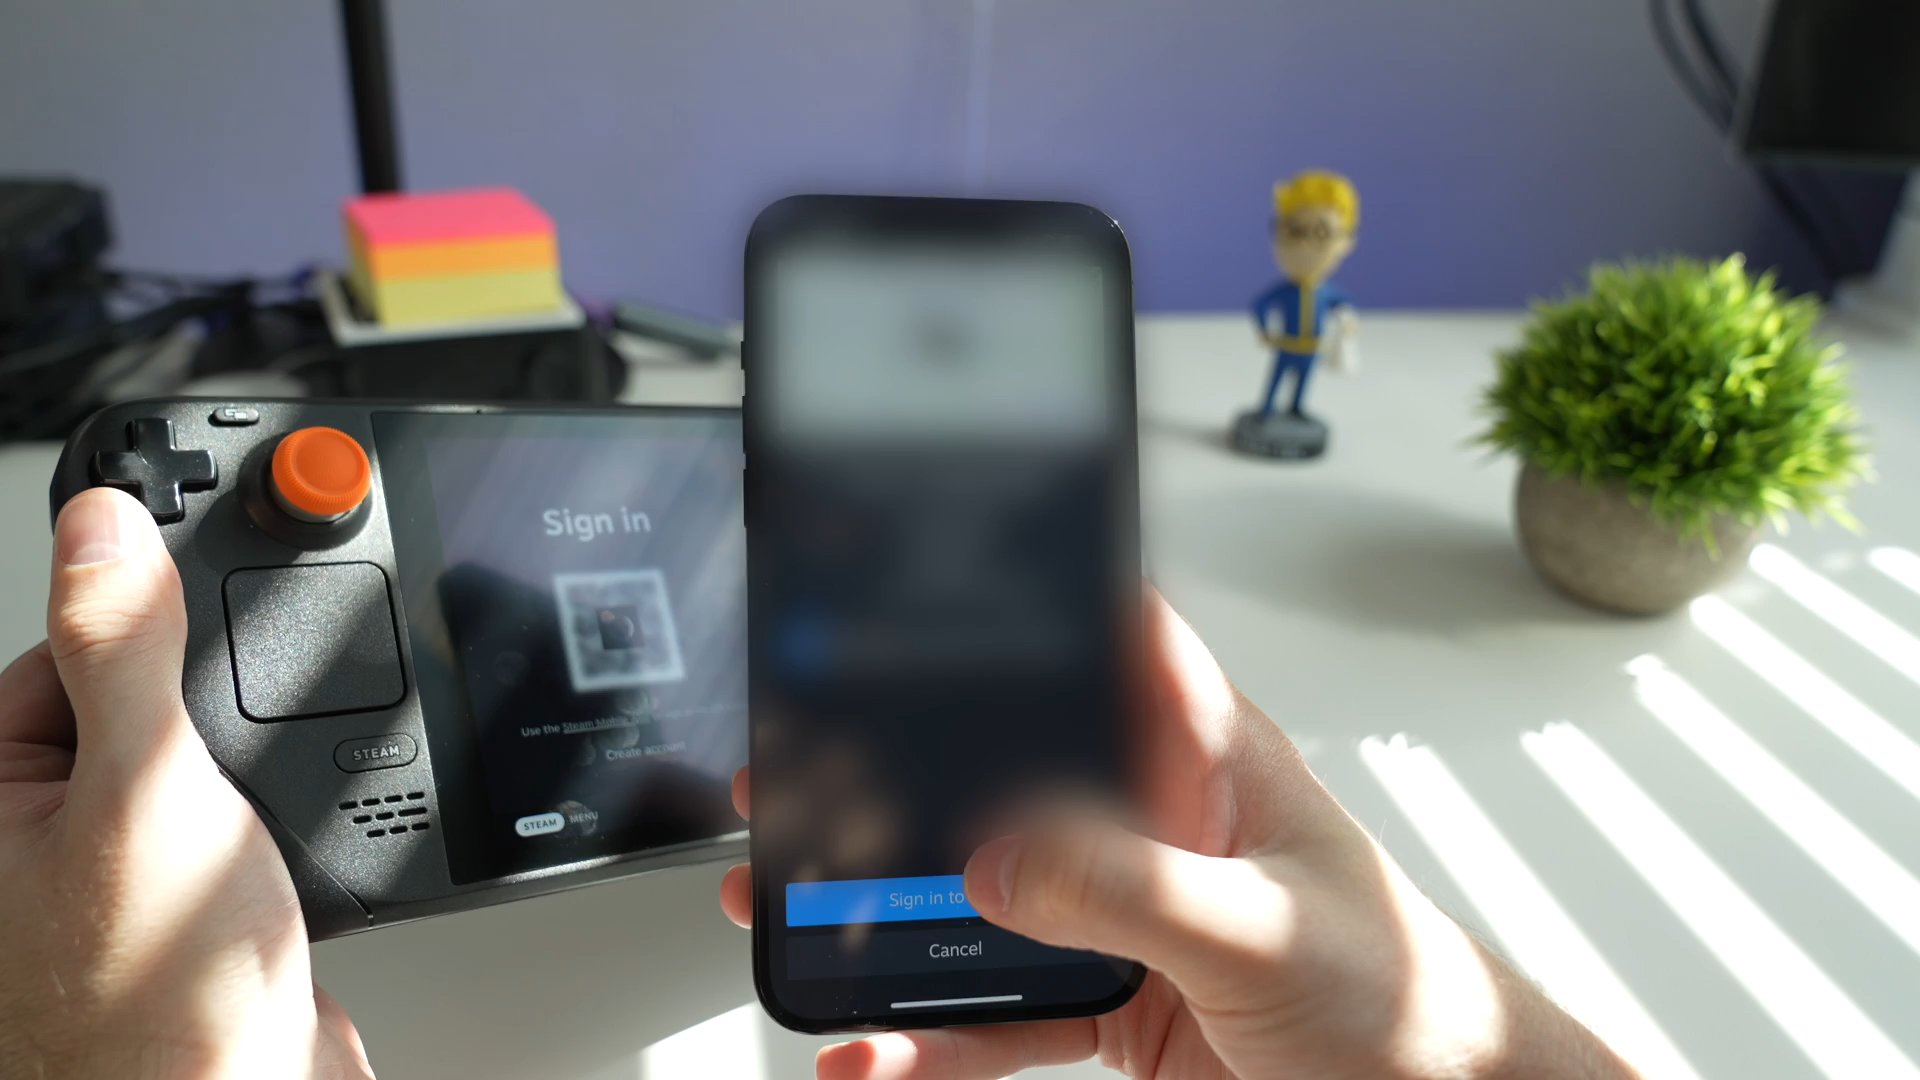 Sign in
Use the Steam Mobile
Create account
STEAM
STEAM MENU
Sign in to
Cancel